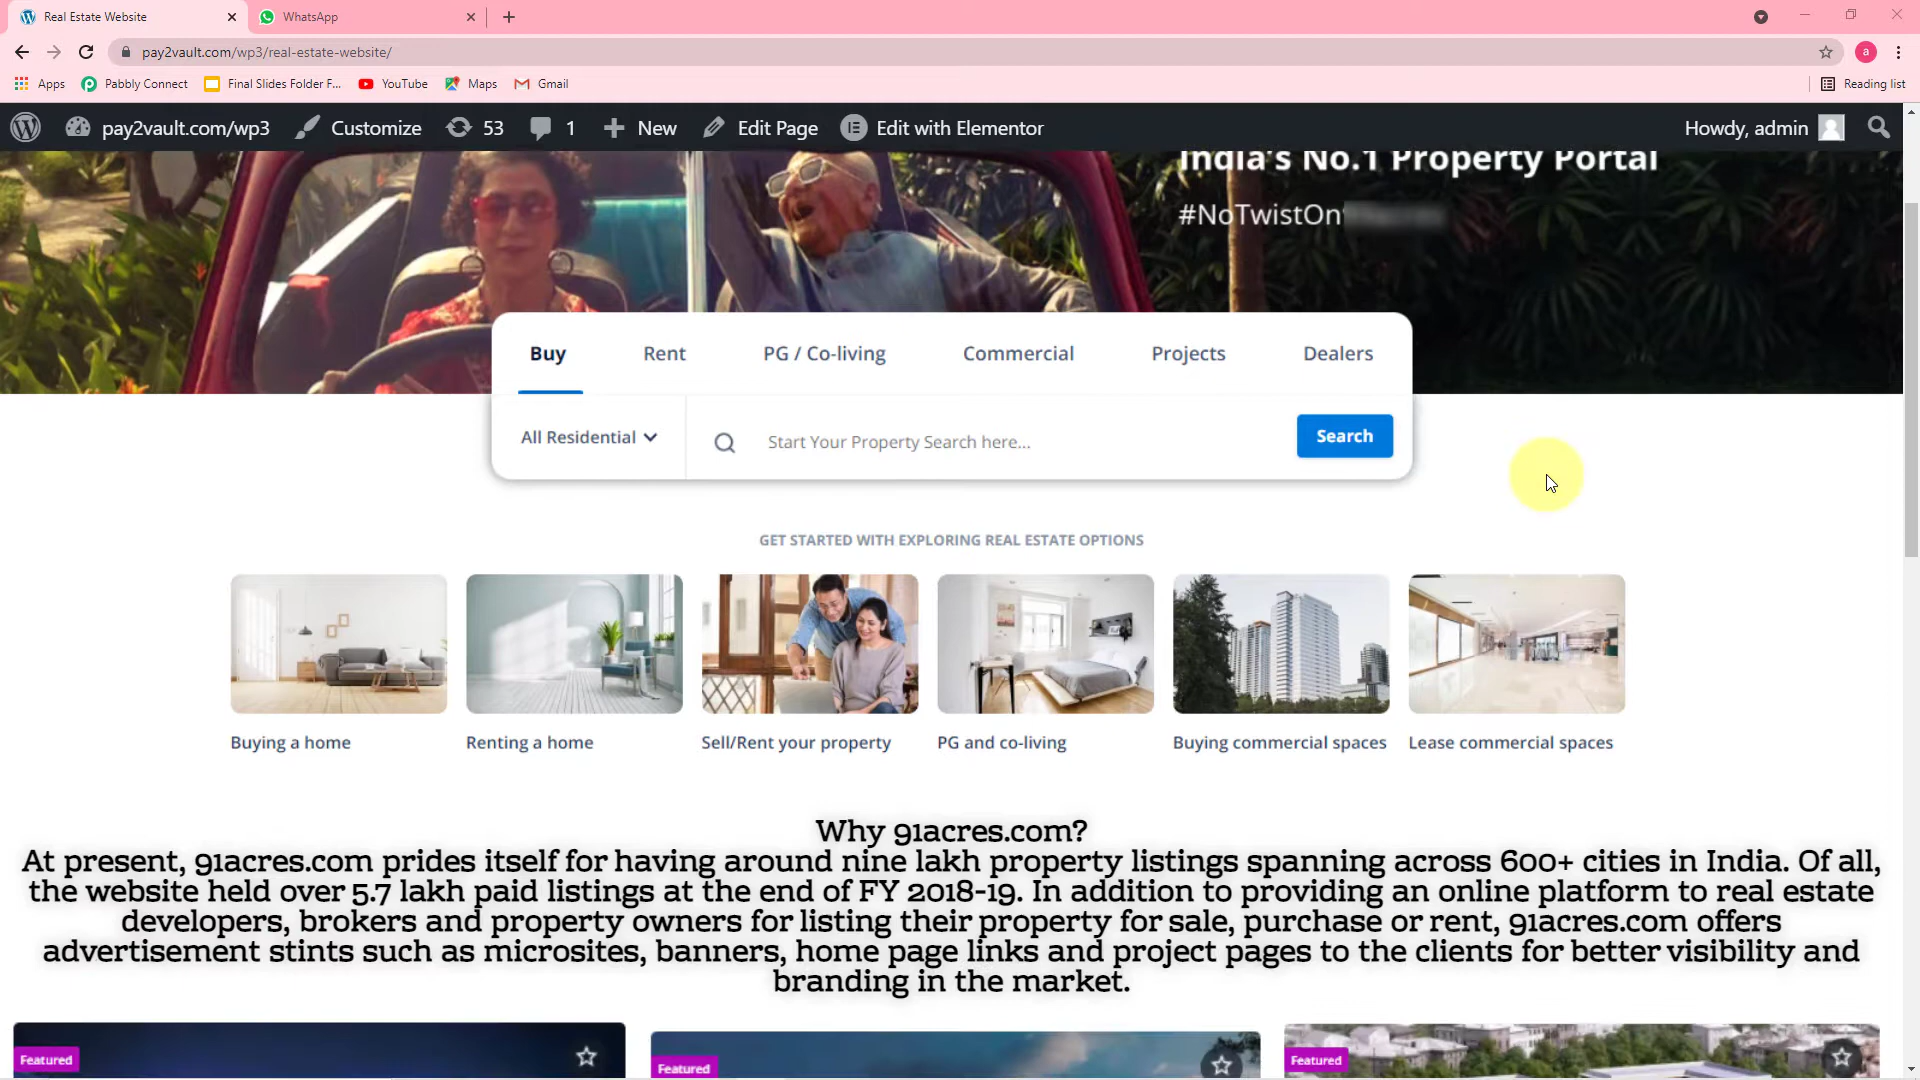 Real Estate Website
WhatsApp
pay2vault.com/wp3/real-estate-website/
a
Apps
Pabbly Connect
Final Slides Folder F...
YouTube
Maps
Gmail
Reading list
pay2vault.com/wp3
Customize
53
1
New
Edit Page
Edit with Elementor
Howdy, admin
India's No.1 Property Portal
#NoTwistOn
Buy
Rent
PG / Co-living
Commercial
Projects
Dealers
All Residential
Start Your Property Search here...
Search
GET STARTED WITH EXPLORING REAL ESTATE OPTIONS
Buying a home
Renting a home
Sell/Rent your property
PG and co-living
Buying commercial spaces
Lease commercial spaces
Why 91acres.com?
At present, 91acres.com prides itself for having around nine lakh property listings spanning across 600+ cities in India. Of all,
the website held over 5.7 lakh paid listings at the end of FY 2018-19. In addition to providing an online platform to real estate
developers, brokers and property owners for listing their property for sale, purchase or rent, 91acres.com offers
advertisement stints such as microsites, banners, home page links and project pages to the clients for better visibility and
branding in the market.
Featured
Featured
Featured